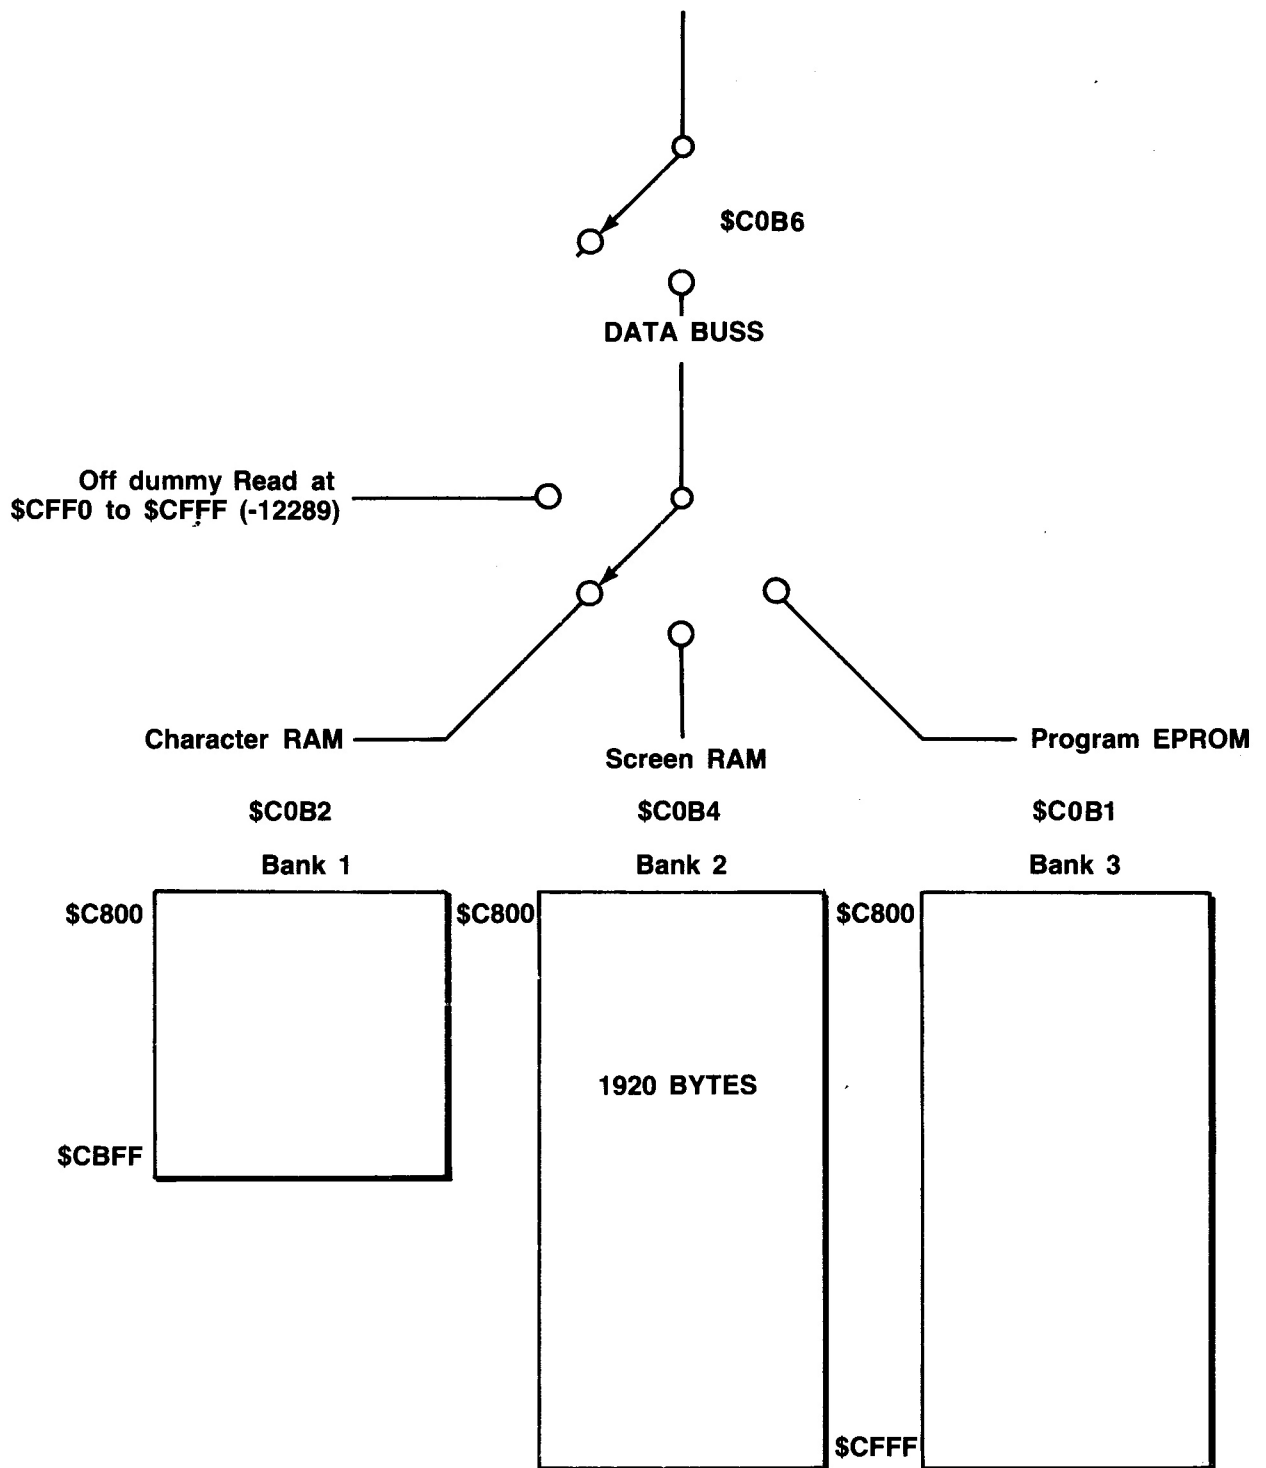 $C0B6
DATA BUSS
Off dummy Read at
$CFF0 to $CFFF (-12289)
Character RAM
Screen RAM
Program EPROM
$C0B2
$C0B4
$C0B1
Bank 1
Bank 2
Bank 3
$C800
$C800
$C800
1920 BYTES
$CBFF
$CFFF